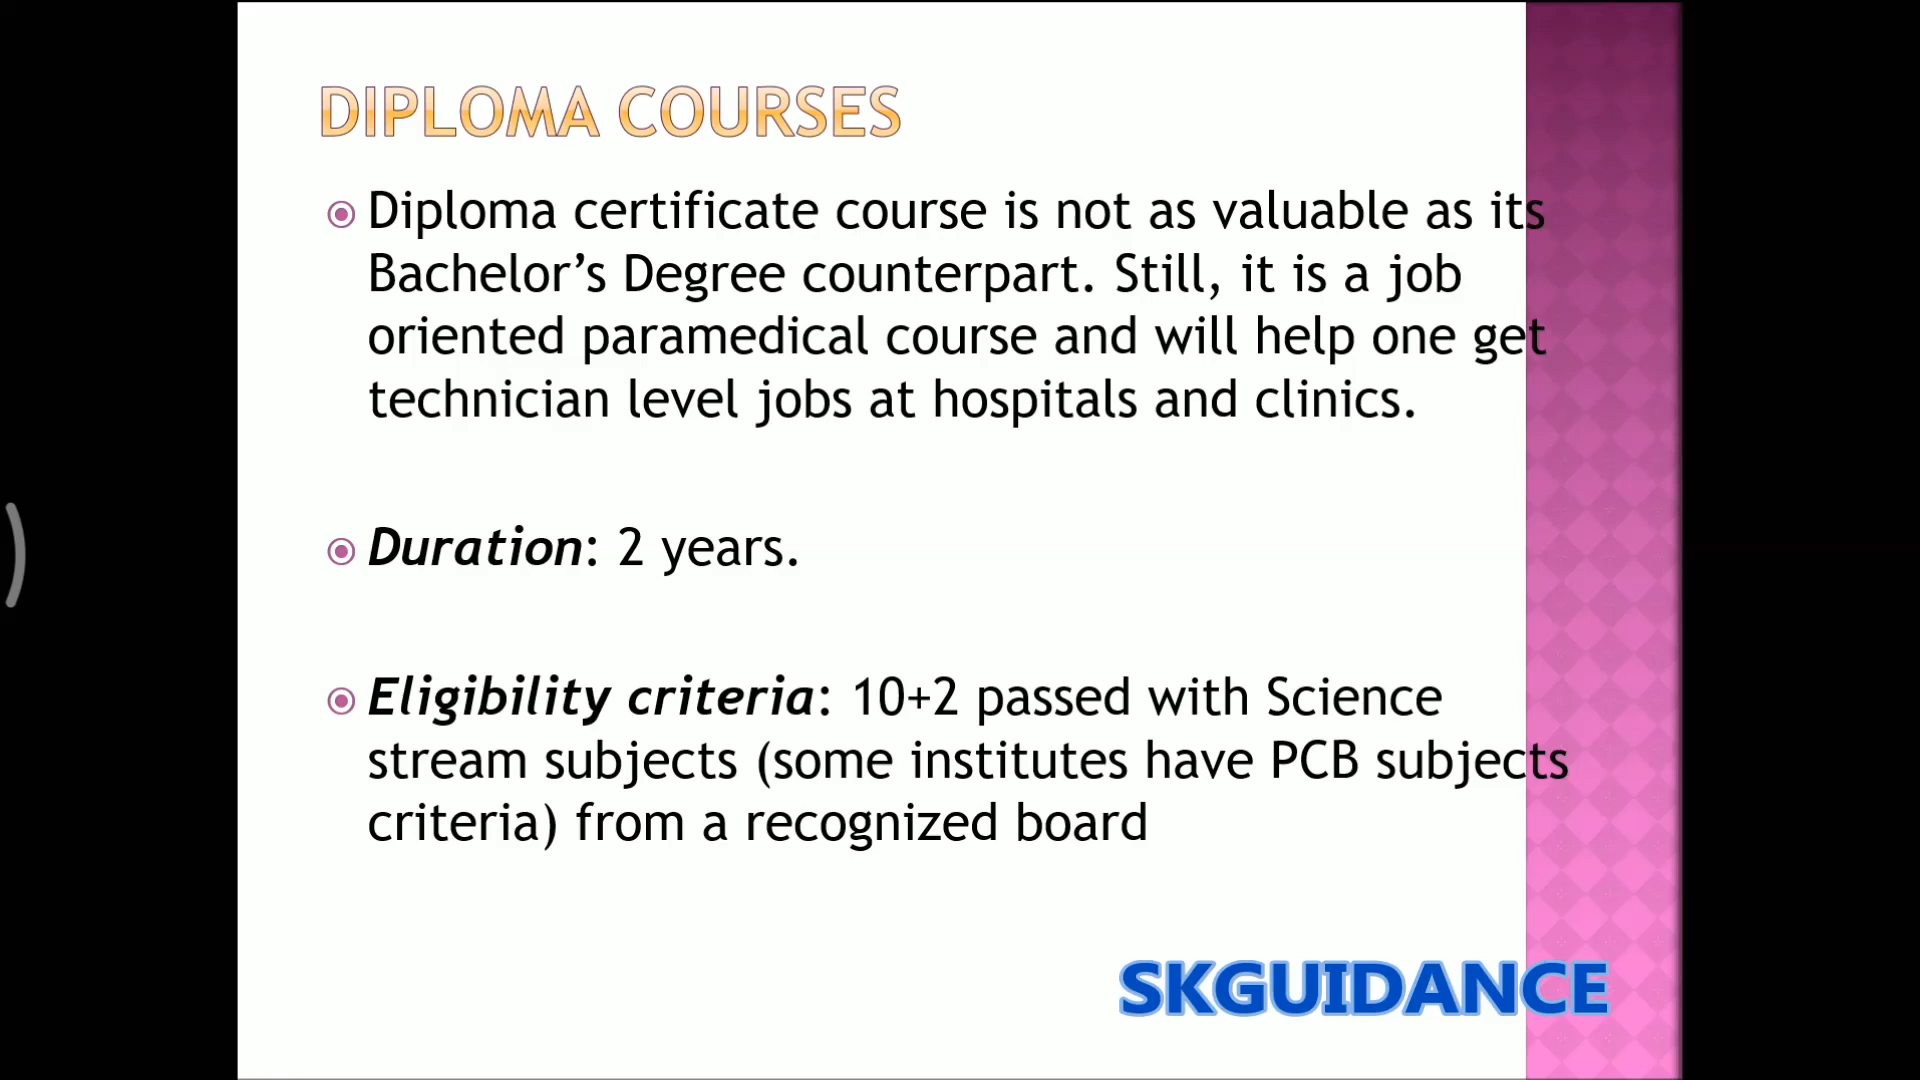 DIPLOMA COURSES
Diploma certificate course is not as valuable as its
Bachelor’s Degree counterpart. Still, it is a job
oriented paramedical course and will help one get
technician level jobs at hospitals and clinics.
Duration: 2 years.
Eligibility criteria: 10+2 passed with Science
stream subjects (some institutes have PCB subjects
criteria) from a recognized board
SKGUIDANCE